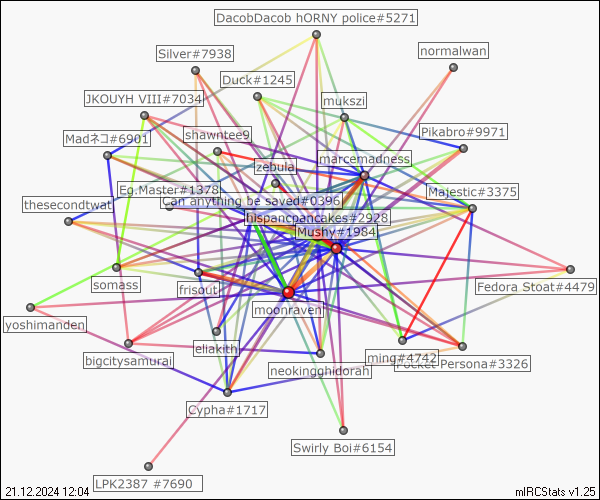 DacobDacob hORNY police#5271
Silver#7938
normalwan
Duck#1245
JKOUYH VIII#7034
mukszi
shawntee9
Pikabro#9971
Madネコ#6901
marcemadness
zebula
Eg.Master#1378
Majestic#3375
thesecondtwat
Can anything be saved#0396
hispancpancakes#2928
Mushy#1984
somass
frisout
Fedora Stoat#4479
moonraven
yoshimanden
eliakith
ming#4742
Pocket Persona#3326
bigcitysamurai
neokingghidorah
Cypha#1717
Swirly Boi#6154
LPK2387 #7690
21.12.2024 12:04
mIRCStats v1.25